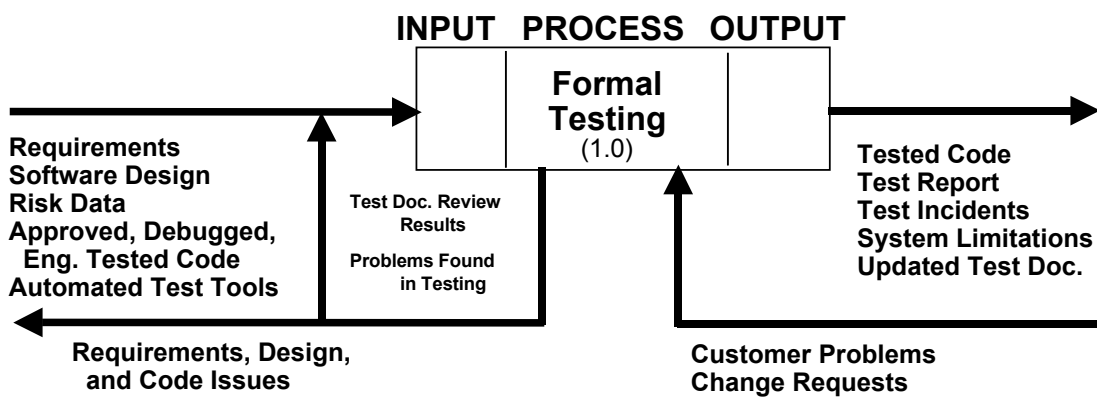 INPUT PROCESS OUTPUT
Formal
Testing
(1.0)
Requirements
Software Design
Risk Data
Approved, Debugged,
Eng. Tested Code
Automated Test Tools
Test Doc. Review
Results
Problems Found
in Testing
Tested Code
Test Report
Test Incidents
System Limitations
Updated Test Doc.
Requirements, Design,
and Code Issues
Customer Problems
Change Requests